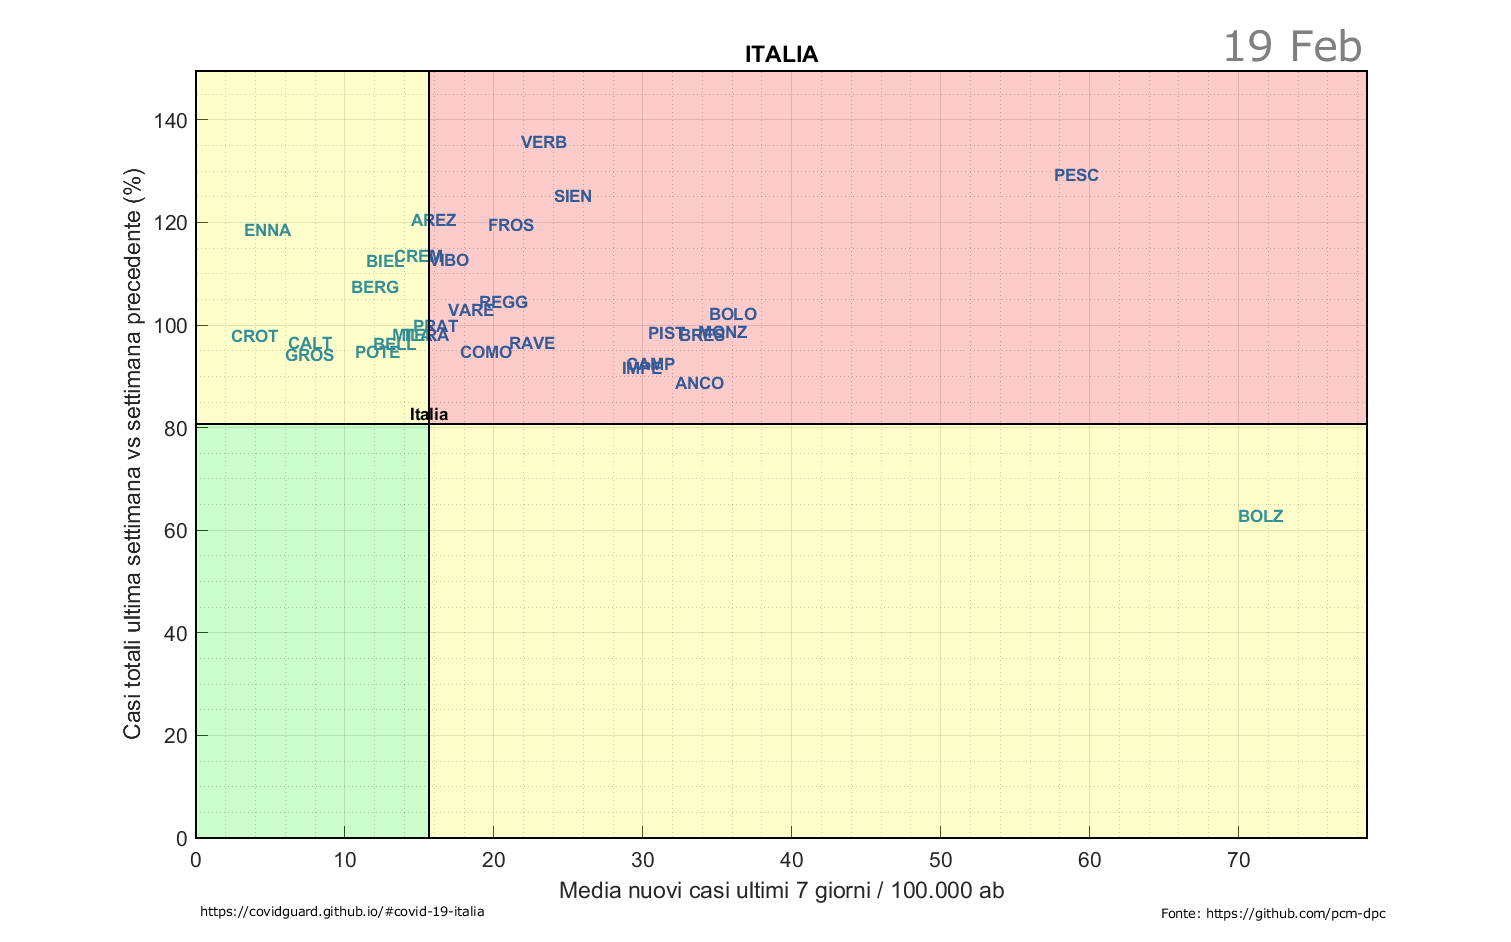 19 Feb
ITALIA
140
120
100
80
60
40
20
0
Casi totali ultima settimana vs settimana precedente (%)
VERB
PESC
SIEN
AREZ
FROS
ENNA
CREM
VIBO
BIEL
BERG
REGG
VARE
BOLO
PRAT
CROT
PIST
BRES
MONZ
CALT
RAVE
BELL
GROS
POTE
COMO
CAMP
IMPE
ANCO
Italia
BOLZ
0 10 20 30 40 50 60 70
Media nuovi casi ultimi 7 giorni / 100.000 ab
https://covidguard.github.io/#covid-19-italia
Fonte: https://github.com/pcm-dpc